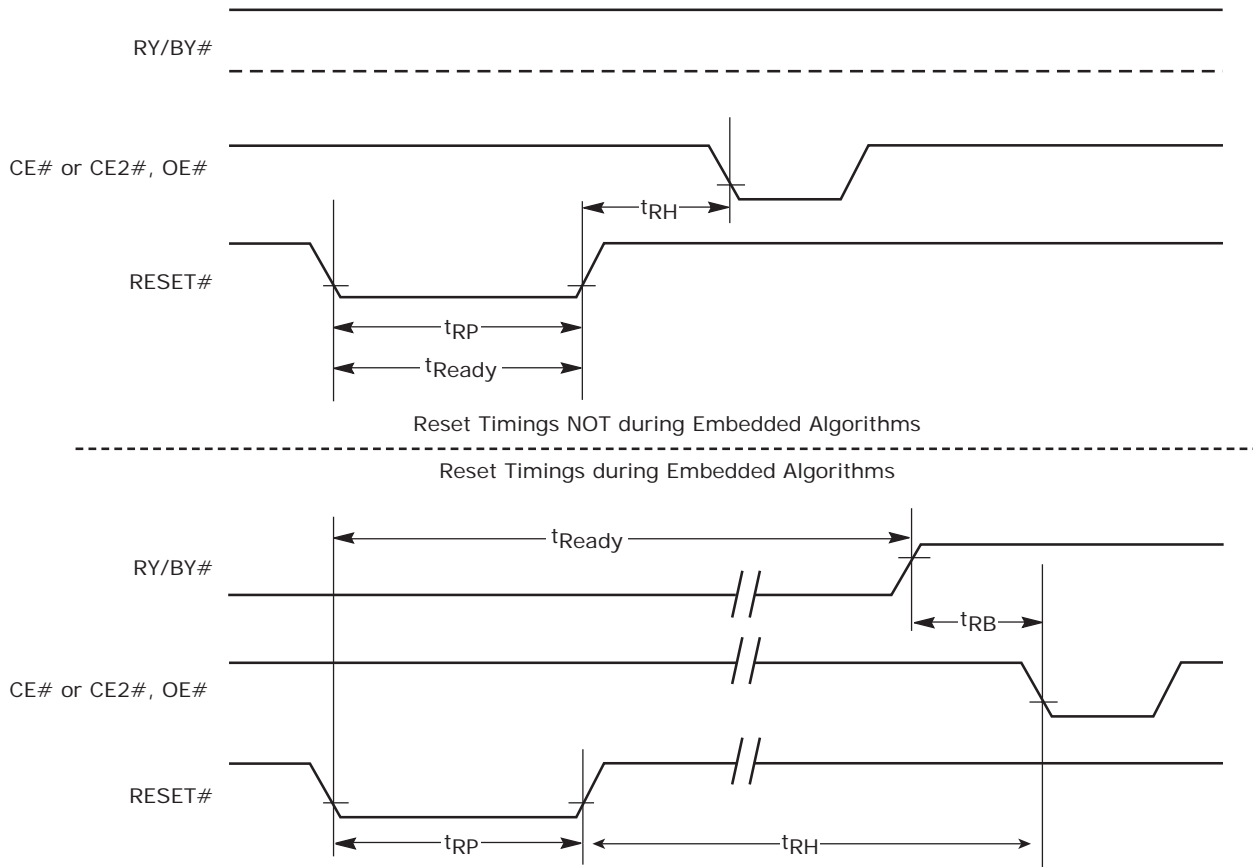 RY/BY#
CE# or CE2#, OE#
tRH
RESET#
tRP
tReady
Reset Timings NOT during Embedded Algorithms
Reset Timings during Embedded Algorithms
tReady
RY/BY#
tRB
CE# or CE2#, OE#
RESET#
tRP
tRH